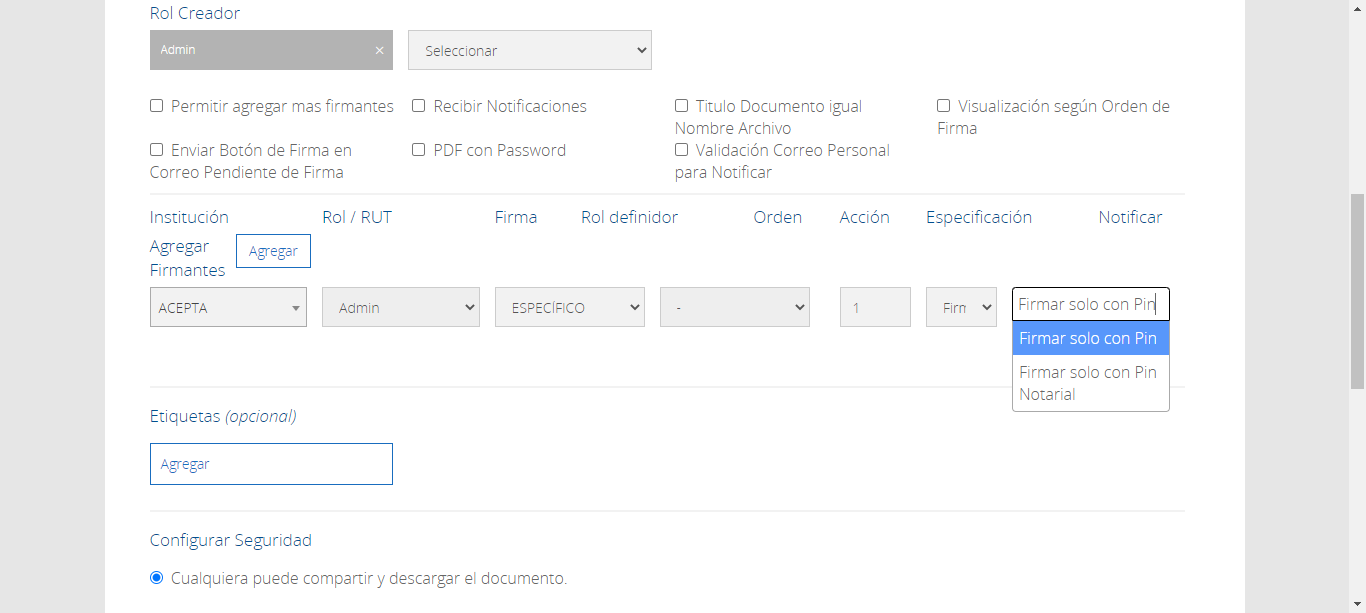 Rol Creador
Admin ×
Seleccionar
Permitir agregar mas firmantes
Recibir Notificaciones
Titulo Documento igual
Nombre Archivo
Visualización según Orden de
Firma
Enviar Botón de Firma en
Correo Pendiente de Firma
PDF con Password
Validación Correo Personal
para Notificar
Institución Rol / RUT Firma Rol definidor Orden Acción Especificación Notificar
Agregar
Firmantes
Agregar
ACEPTA Admin ESPECÍFICO - 1 Firn Firmar solo con Pin
Firmar solo con Pin
Firmar solo con Pin
Notarial
Etiquetas (opcional)
Agregar
Configurar Seguridad
Cualquiera puede compartir y descargar el documento.